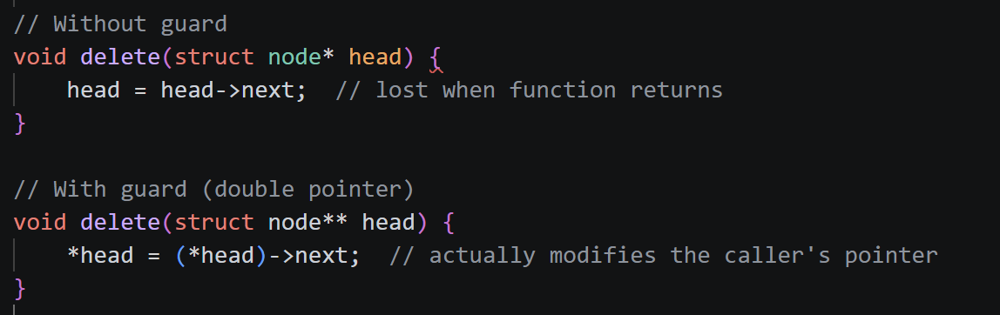 // Without guard
void delete(struct node* head) {
    head = head->next;  // lost when function returns
}
// With guard (double pointer)
void delete(struct node** head) {
    *head = (*head)->next;  // actually modifies the caller's pointer
}